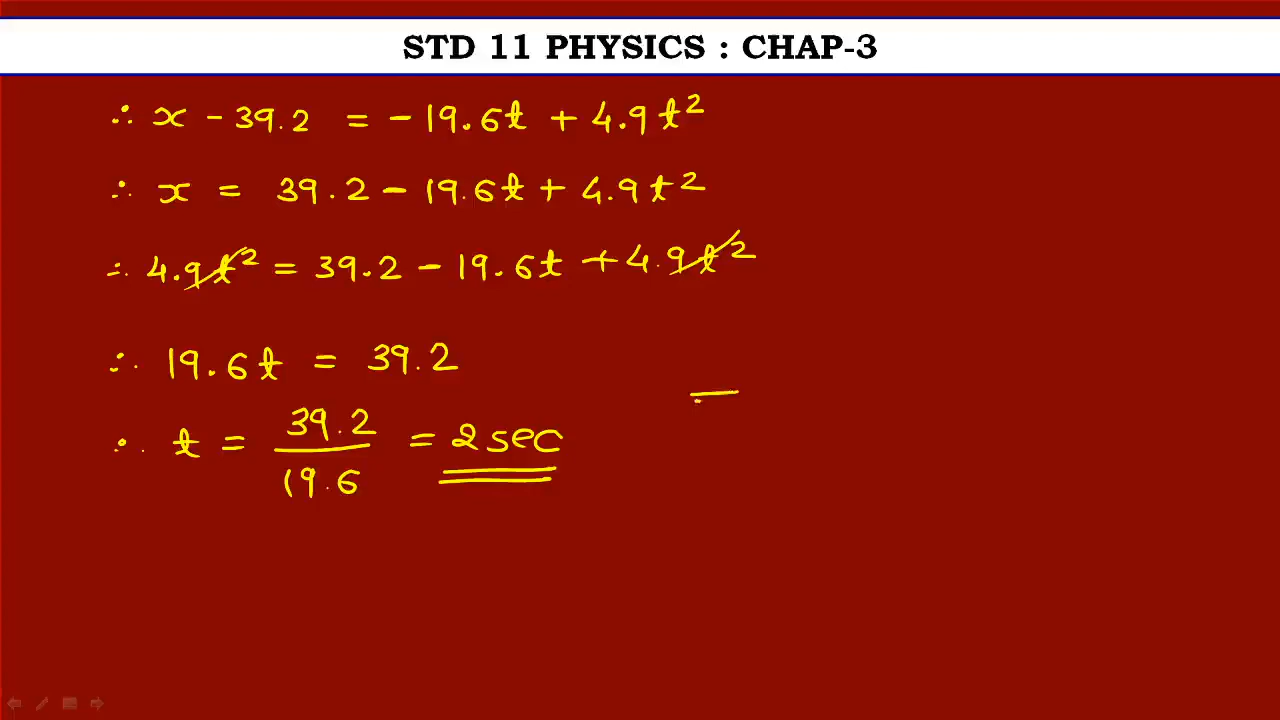 STD 11 PHYSICS : CHAP-3
∴ x - 39.2 = - 19.6t + 4.9t²
∴ x = 39.2 - 19.6t + 4.9t²
∴ 4.9t² = 39.2 - 19.6t + 4.9t²
∴ 19.6t = 39.2
∴ t = 39.2/19.6 = 2 sec